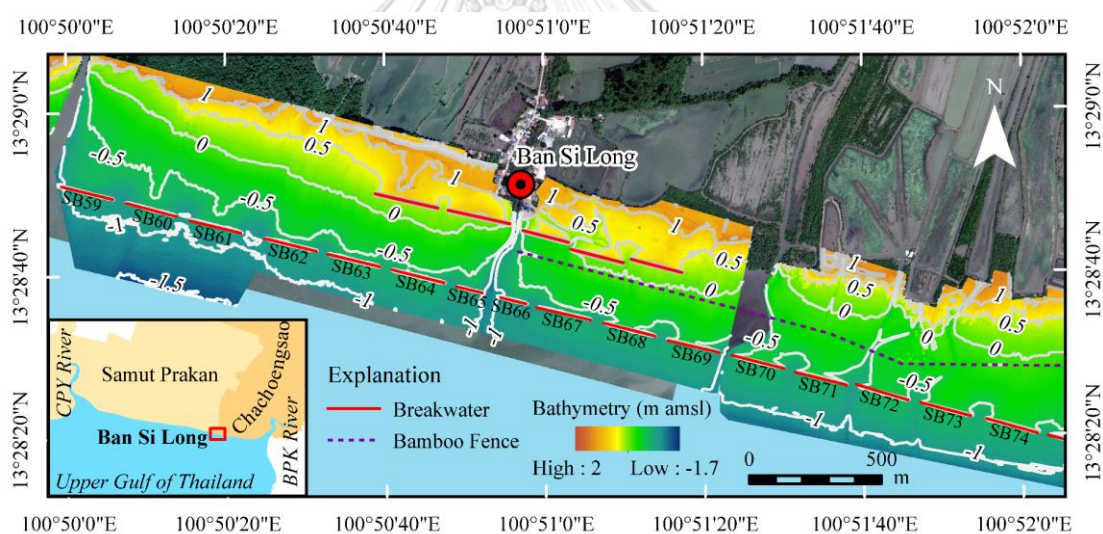 100°50'0"E 100°50'20"E 100°50'40"E 100°51'0"E 100°51'20"E 100°51'40"E 100°52'0"E
13°29'0"N 13°28'40"N 13°28'20"N
13°29'0"N 13°28'40"N 13°28'20"N
N
Ban Si Long
1 1 1 1 1 1
0.5 0.5 0.5 0.5 0.5
0 0 0 0 0
-0.5 -0.5 -0.5 -0.5 -0.5 -0.5
-1 -1 -1 -1 -1
-1.5
SB59 SB60 SB61 SB62 SB63 SB64 SB65 SB66 SB67 SB68 SB69 SB70 SB71 SB72 SB73 SB74
CPY River
Samut Prakan
Chachoengsao
Ban Si Long
BPK River
Upper Gulf of Thailand
Explanation
Breakwater
Bamboo Fence
Bathymetry (m amsl)
High : 2 Low : -1.7
0 500
m
100°50'0"E 100°50'20"E 100°50'40"E 100°51'0"E 100°51'20"E 100°51'40"E 100°52'0"E